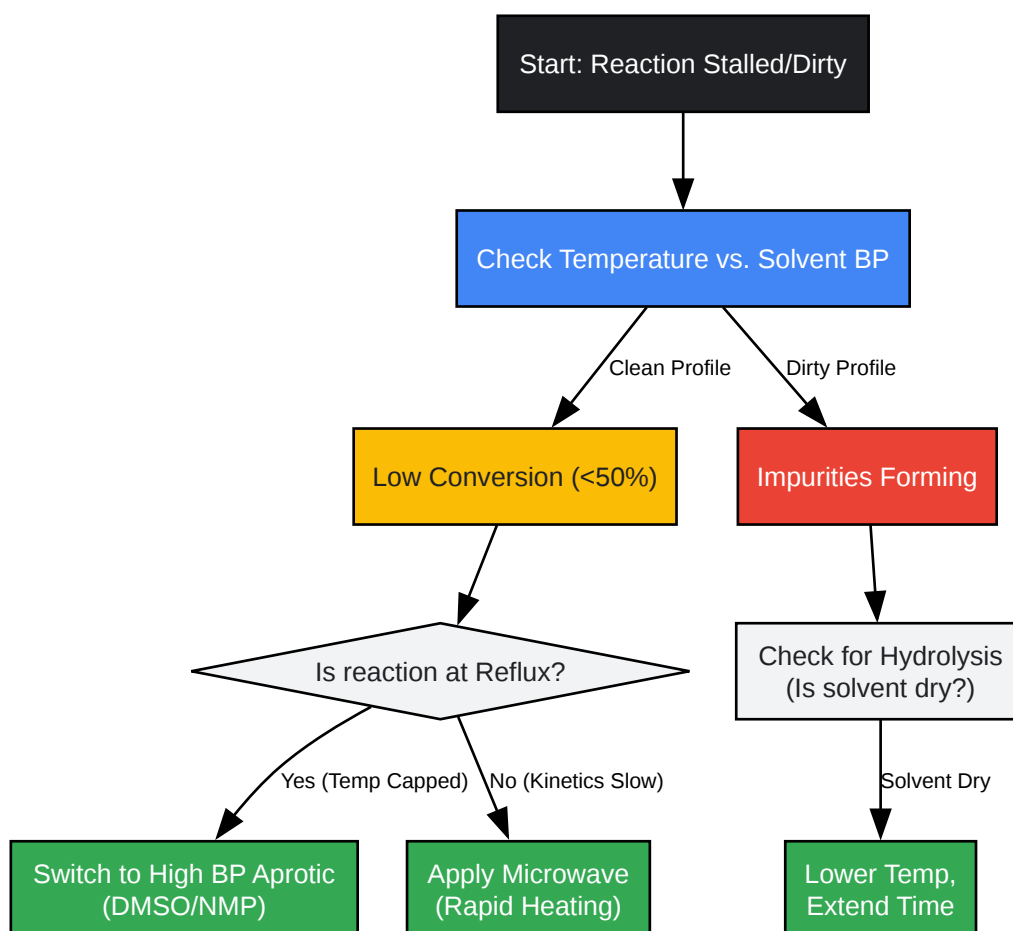 Start: Reaction Stalled/Dirty
Check Temperature vs. Solvent BP
Clean Profile
Dirty Profile
Low Conversion (<50%)
Impurities Forming
Is reaction at Reflux?
Check for Hydrolysis
(Is solvent dry?)
Yes (Temp Capped)
No (Kinetics Slow)
Solvent Dry
Switch to High BP Aprotic
(DMSO/NMP)
Apply Microwave
(Rapid Heating)
Lower Temp,
Extend Time